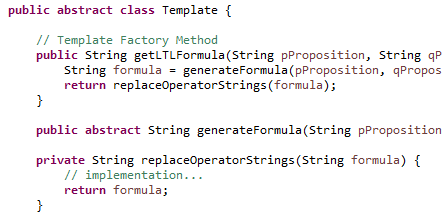 public abstract class Template {
// Template Factory Method
public String getLTLFormula(String pProposition, String qP
String formula = generateFormula(pProposition, qPropos
return replaceOperatorStrings(formula);
}
public abstract String generateFormula(String pProposition
private String replaceOperatorStrings(String formula) {
// implementation...
return formula;
}